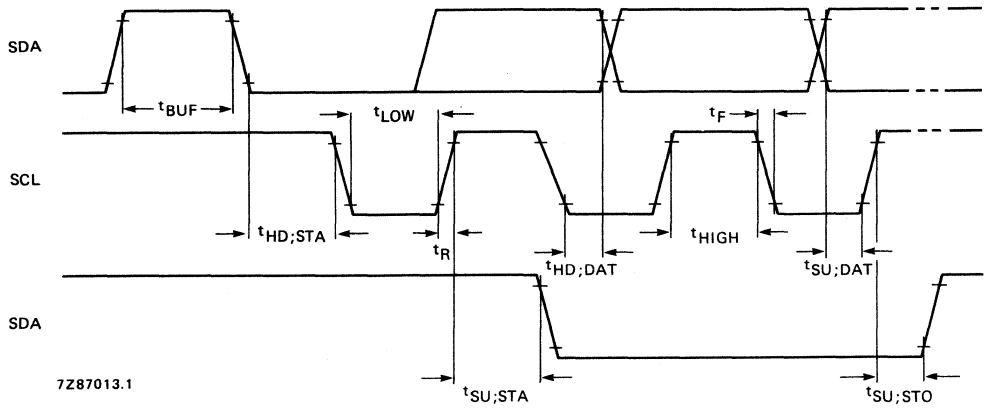 SDA
tBUF
tLOW
tF
SCL
tHD;STA
tR
tHD;DAT
tHIGH
tSU;DAT
SDA
7Z87013.1
tSU;STA
tSU;STO